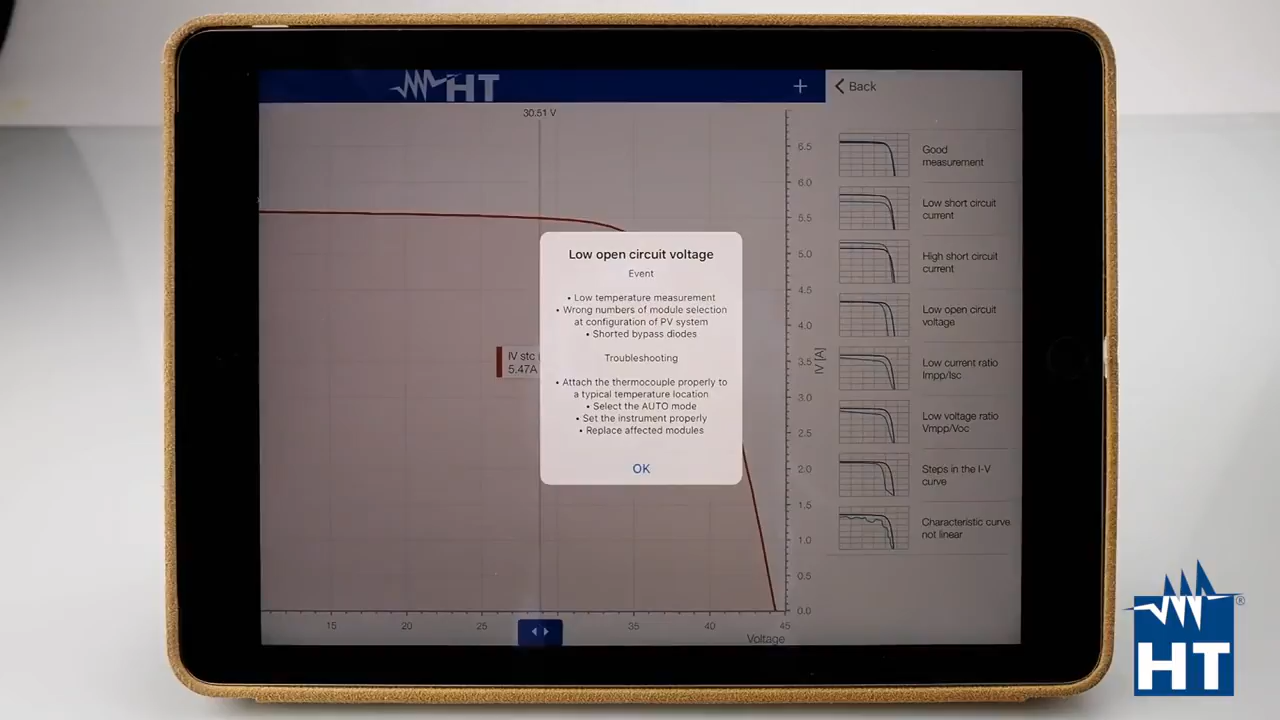 HT
+
Back
30.51 V
6.5
6.0
5.5
5.0
4.5
4.0
3.5
3.0
2.5
2.0
1.5
1.0
0.5
0.0
IV [A]
15
20
25
35
40
45
Voltage
IV stc
5.47A
Low open circuit voltage
Event
• Low temperature measurement
• Wrong numbers of module selection
at configuration of PV system
• Shorted bypass diodes
Troubleshooting
• Attach the thermocouple properly to
a typical temperature location
• Select the AUTO mode
• Set the instrument properly
• Replace affected modules
OK
Good
measurement
Low short circuit
current
High short circuit
current
Low open circuit
voltage
Low current ratio
Impp/Isc
Low voltage ratio
Vmpp/Voc
Steps in the I-V
curve
Characteristic curve
not linear
HT
®